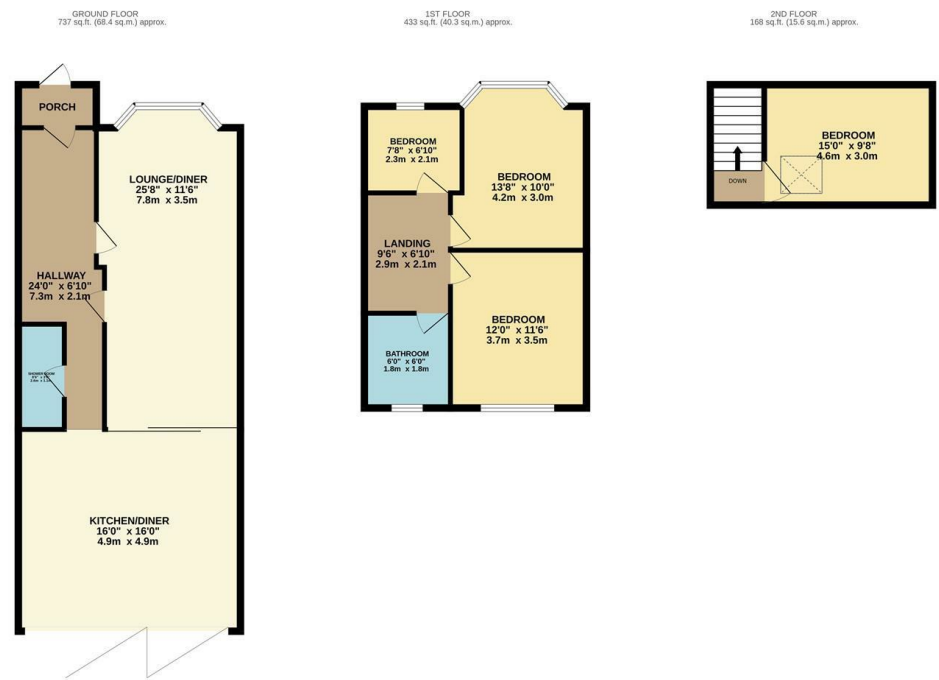 GROUND FLOOR
737 sq.ft. (68.4 sq.m.) approx.
1ST FLOOR
433 sq.ft. (40.3 sq.m.) approx.
2ND FLOOR
168 sq.ft. (15.6 sq.m.) approx.
PORCH
LOUNGE/DINER
25'8" x 11'6"
7.8m x 3.5m
HALLWAY
24'0" x 6'10"
7.3m x 2.1m
SHOWER ROOM
KITCHEN/DINER
16'0" x 16'0"
4.9m x 4.9m
BEDROOM
7'8" x 6'10"
2.3m x 2.1m
BEDROOM
13'8" x 10'0"
4.2m x 3.0m
LANDING
9'6" x 6'10"
2.9m x 2.1m
BEDROOM
12'0" x 11'6"
3.7m x 3.5m
BATHROOM
6'0" x 6'0"
1.8m x 1.8m
BEDROOM
15'0" x 9'8"
4.6m x 3.0m
DOWN